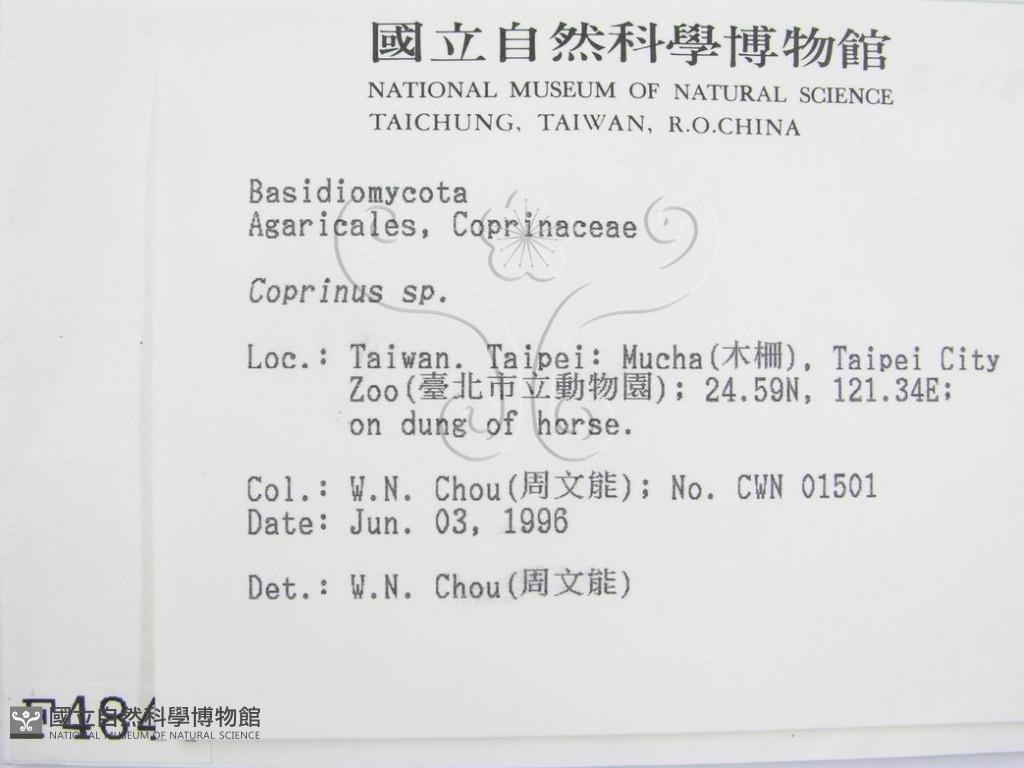 國立自然科學博物館
NATIONAL MUSEUM OF NATURAL SCIENCE
TAICHUNG, TAIWAN, R.O.CHINA
Basidiomycota
Agaricales, Coprinaceae
Coprinus sp.
Loc.: Taiwan. Taipei: Mucha(木柵), Taipei City
Zoo(臺北市立動物園); 24.59N, 121.34E;
on dung of horse.
Col.: W.N. Chou(周文能); No. CWN 01501
Date: Jun. 03, 1996
Det.: W.N. Chou(周文能)
F484
國立自然科學博物館
NATIONAL MUSEUM OF NATURAL SCIENCE